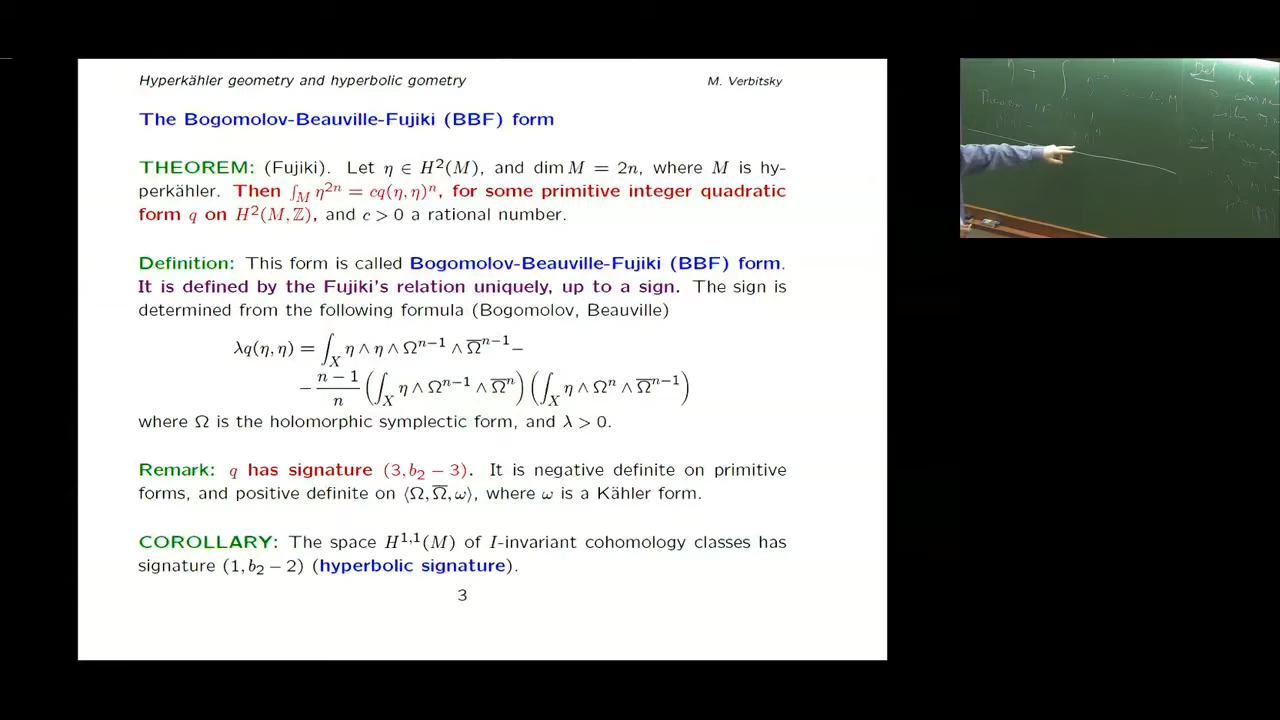 Hyperkähler geometry and hyperbolic gometry M. Verbitsky
The Bogomolov-Beauville-Fujiki (BBF) form
THEOREM: (Fujiki). Let η ∈ H²(M), and dim M = 2n, where M is hy-
perkähler. Then ∫_M η²ⁿ = cq(η, η)ⁿ, for some primitive integer quadratic
form q on H²(M, ℤ), and c > 0 a rational number.
Definition: This form is called Bogomolov-Beauville-Fujiki (BBF) form.
It is defined by the Fujiki's relation uniquely, up to a sign. The sign is
determined from the following formula (Bogomolov, Beauville)
λq(η, η) = ∫_X η ∧ η ∧ Ωⁿ⁻¹ ∧ Ω̅ⁿ⁻¹ −
− (n − 1)/n (∫_X η ∧ Ωⁿ⁻¹ ∧ Ω̅ⁿ) (∫_X η ∧ Ωⁿ ∧ Ω̅ⁿ⁻¹)
where Ω is the holomorphic symplectic form, and λ > 0.
Remark: q has signature (3, b₂ − 3). It is negative definite on primitive
forms, and positive definite on ⟨Ω, Ω̅, ω⟩, where ω is a Kähler form.
COROLLARY: The space H¹,¹(M) of I-invariant cohomology classes has
signature (1, b₂ − 2) (hyperbolic signature).
3
Def